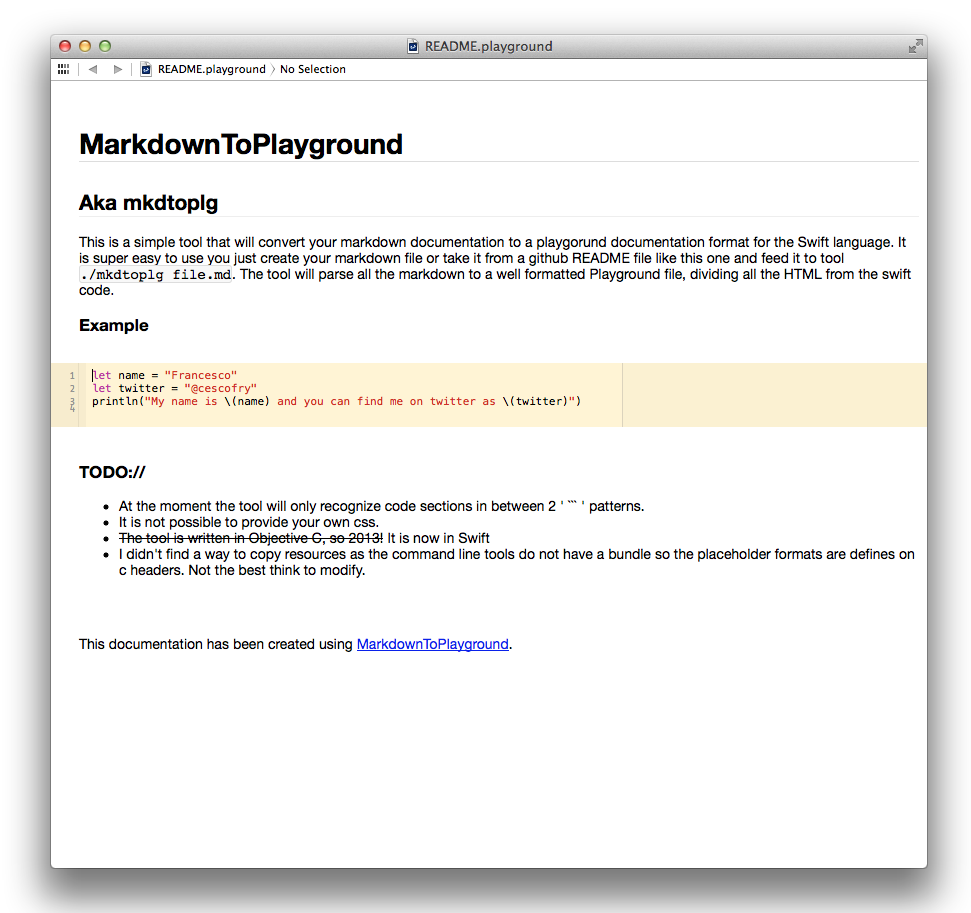 README.playground
README.playground 〉 No Selection
MarkdownToPlayground
Aka mkdtoplg
This is a simple tool that will convert your markdown documentation to a playgorund documentation format for the Swift language. It
is super easy to use you just create your markdown file or take it from a github README file like this one and feed it to tool
./mkdtoplg file.md. The tool will parse all the markdown to a well formatted Playground file, dividing all the HTML from the swift
code.
Example
1 let name = "Francesco"
2 let twitter = "@cescofry"
3 println("My name is \(name) and you can find me on twitter as \(twitter)")
4
TODO://
• At the moment the tool will only recognize code sections in between 2 ' ``` ' patterns.
• It is not possible to provide your own css.
• The tool is written in Objective C, so 2013! It is now in Swift
• I didn't find a way to copy resources as the command line tools do not have a bundle so the placeholder formats are defines on
c headers. Not the best think to modify.
This documentation has been created using MarkdownToPlayground.